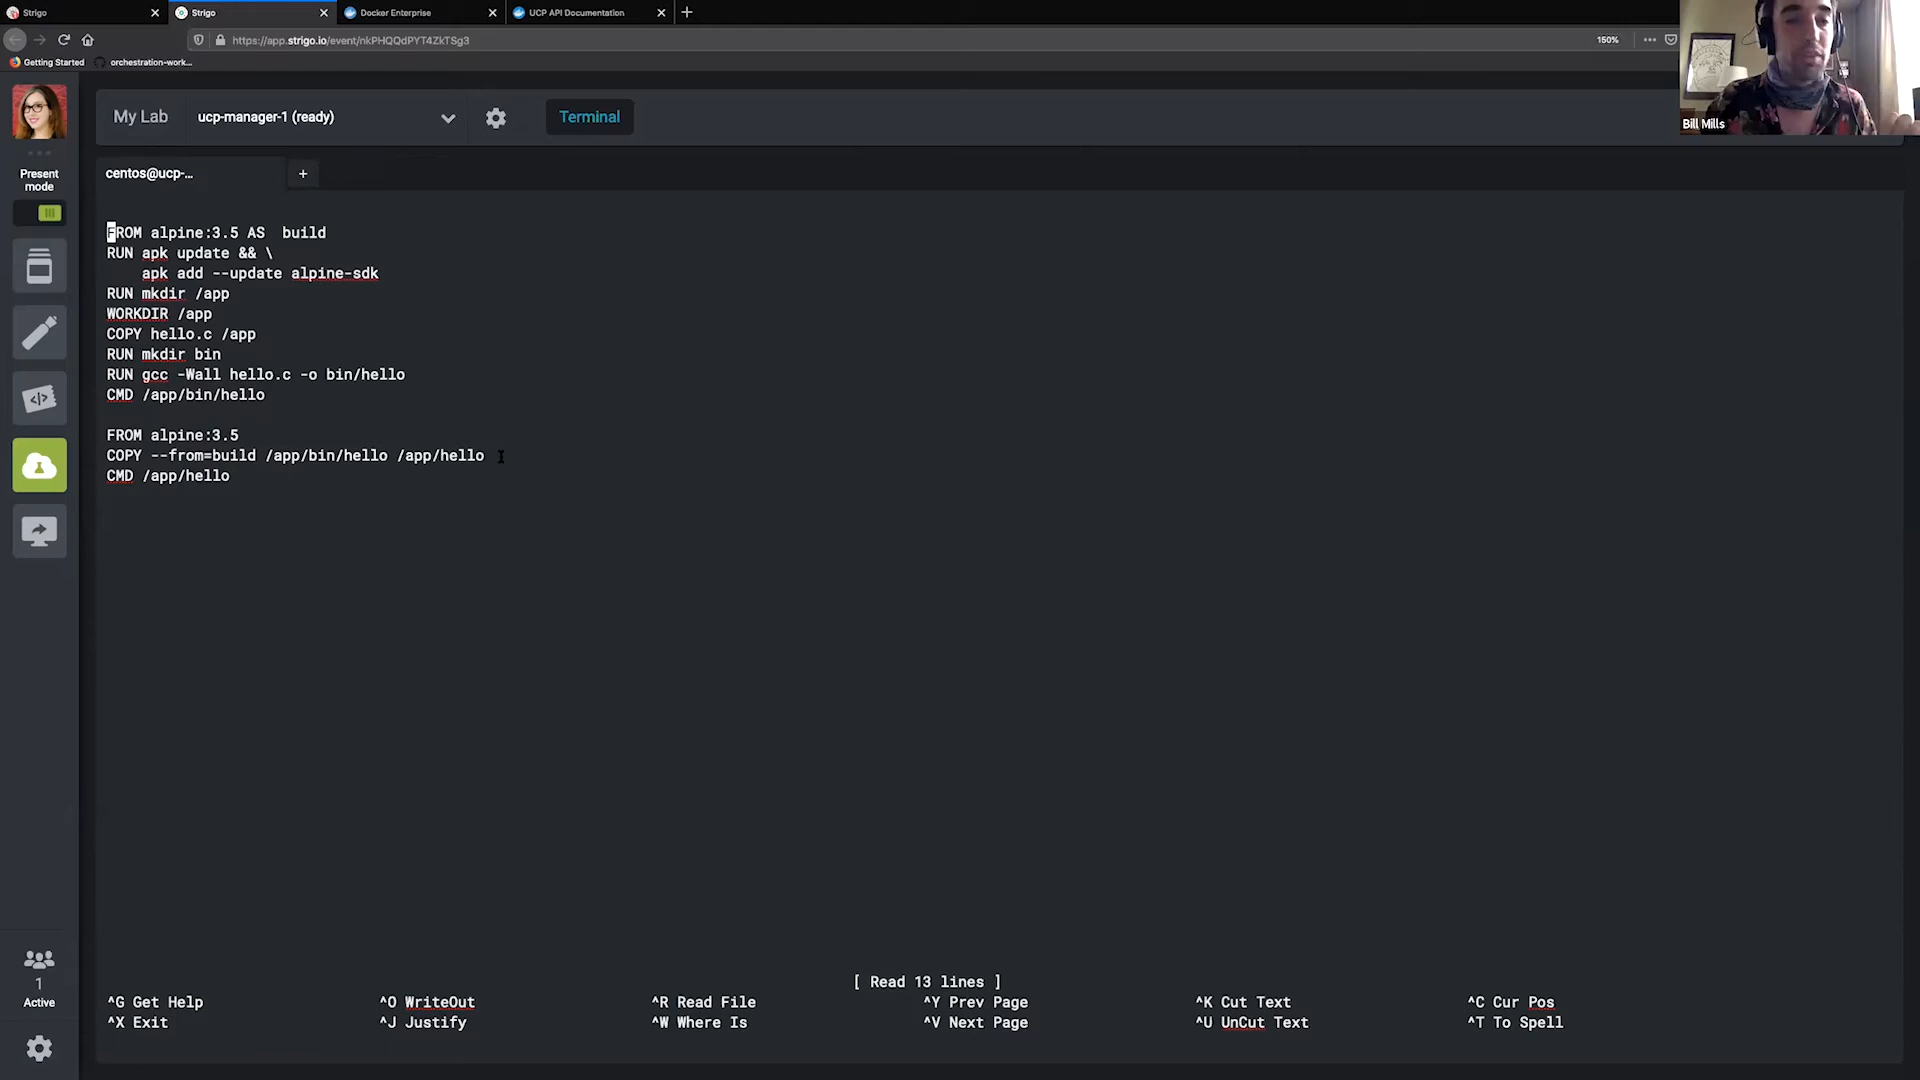 Strigo
Strigo
Docker Enterprise
UCP API Documentation
https://app.strigo.io/event/nkPHQQdPYT4ZkTSg3
150%
Getting Started
orchestration-work...
Bill Mills
My Lab
ucp-manager-1 (ready)
Terminal
centos@ucp-...
Present
mode
FROM alpine:3.5 AS  build
RUN apk update && \
    apk add --update alpine-sdk
RUN mkdir /app
WORKDIR /app
COPY hello.c /app
RUN mkdir bin
RUN gcc -Wall hello.c -o bin/hello
CMD /app/bin/hello
FROM alpine:3.5
COPY --from=build /app/bin/hello /app/hello
CMD /app/hello
1
Active
[ Read 13 lines ]
^G Get Help ^O WriteOut ^R Read File ^Y Prev Page ^K Cut Text ^C Cur Pos
^X Exit ^J Justify ^W Where Is ^V Next Page ^U UnCut Text ^T To Spell